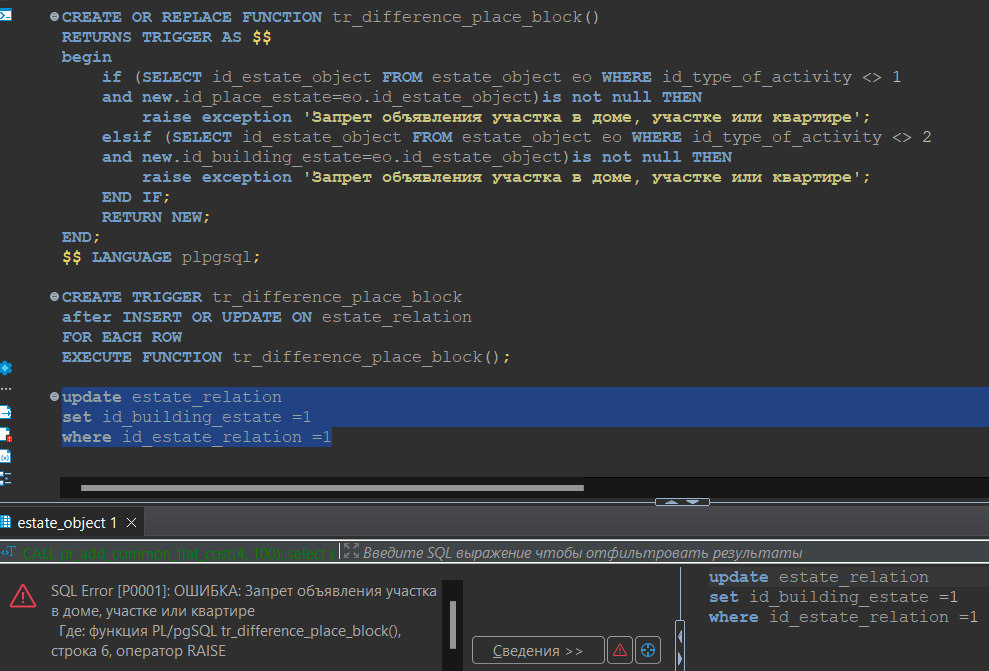 CREATE OR REPLACE FUNCTION tr_difference_place_block()
RETURNS TRIGGER AS $$
begin
if (SELECT id_estate_object FROM estate_object eo WHERE id_type_of_activity <> 1
and new.id_place_estate=eo.id_estate_object)is not null THEN
raise exception 'Запрет объявления участка в доме, участке или квартире';
elsif (SELECT id_estate_object FROM estate_object eo WHERE id_type_of_activity <> 2
and new.id_building_estate=eo.id_estate_object)is not null THEN
raise exception 'Запрет объявления участка в доме, участке или квартире';
END IF;
RETURN NEW;
END;
$$ LANGUAGE plpgsql;
CREATE TRIGGER tr_difference_place_block
after INSERT OR UPDATE ON estate_relation
FOR EACH ROW
EXECUTE FUNCTION tr_difference_place_block();
update estate_relation
set id_building_estate =1
where id_estate_relation =1
estate_object 1
CALL pr_add_common_flat_cost(4, 100); select c
Введите SQL выражение чтобы отфильтровать результаты
SQL Error [P0001]: ОШИБКА: Запрет объявления участка
в доме, участке или квартире
Где: функция PL/pgSQL tr_difference_place_block(),
строка 6, оператор RAISE
Сведения >>
update estate_relation
set id_building_estate =1
where id_estate_relation =1